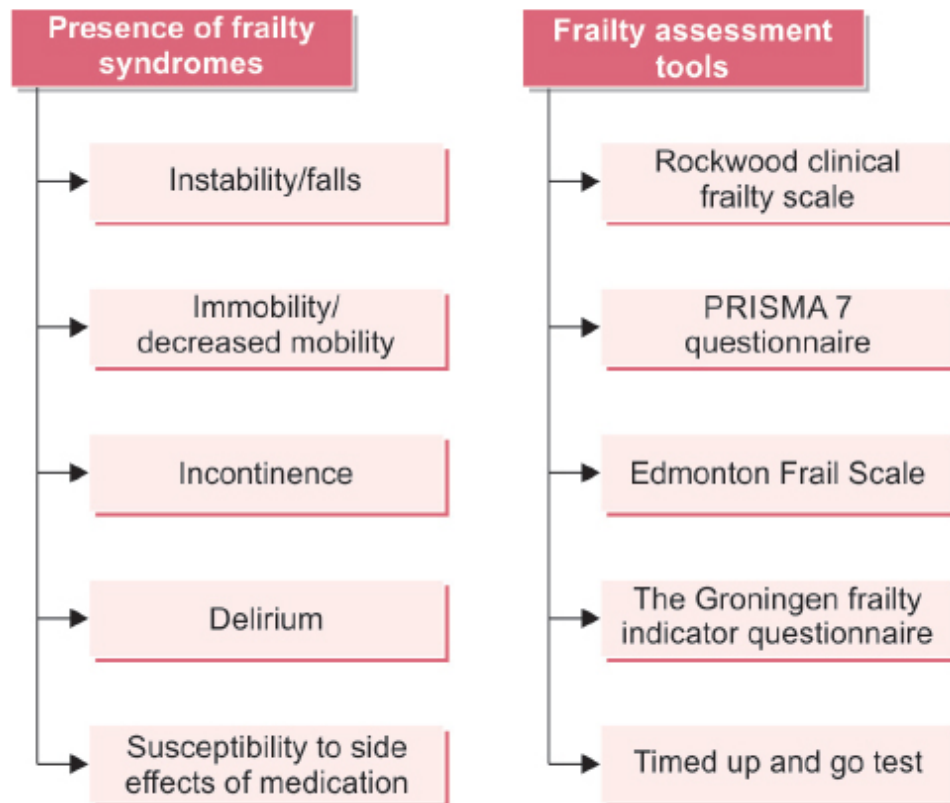 Presence of frailty
syndromes
Instability/falls
Immobility/
decreased mobility
Incontinence
Delirium
Susceptibility to side
effects of medication
Frailty assessment
tools
Rockwood clinical
frailty scale
PRISMA 7
questionnaire
Edmonton Frail Scale
The Groningen frailty
indicator questionnaire
Timed up and go test